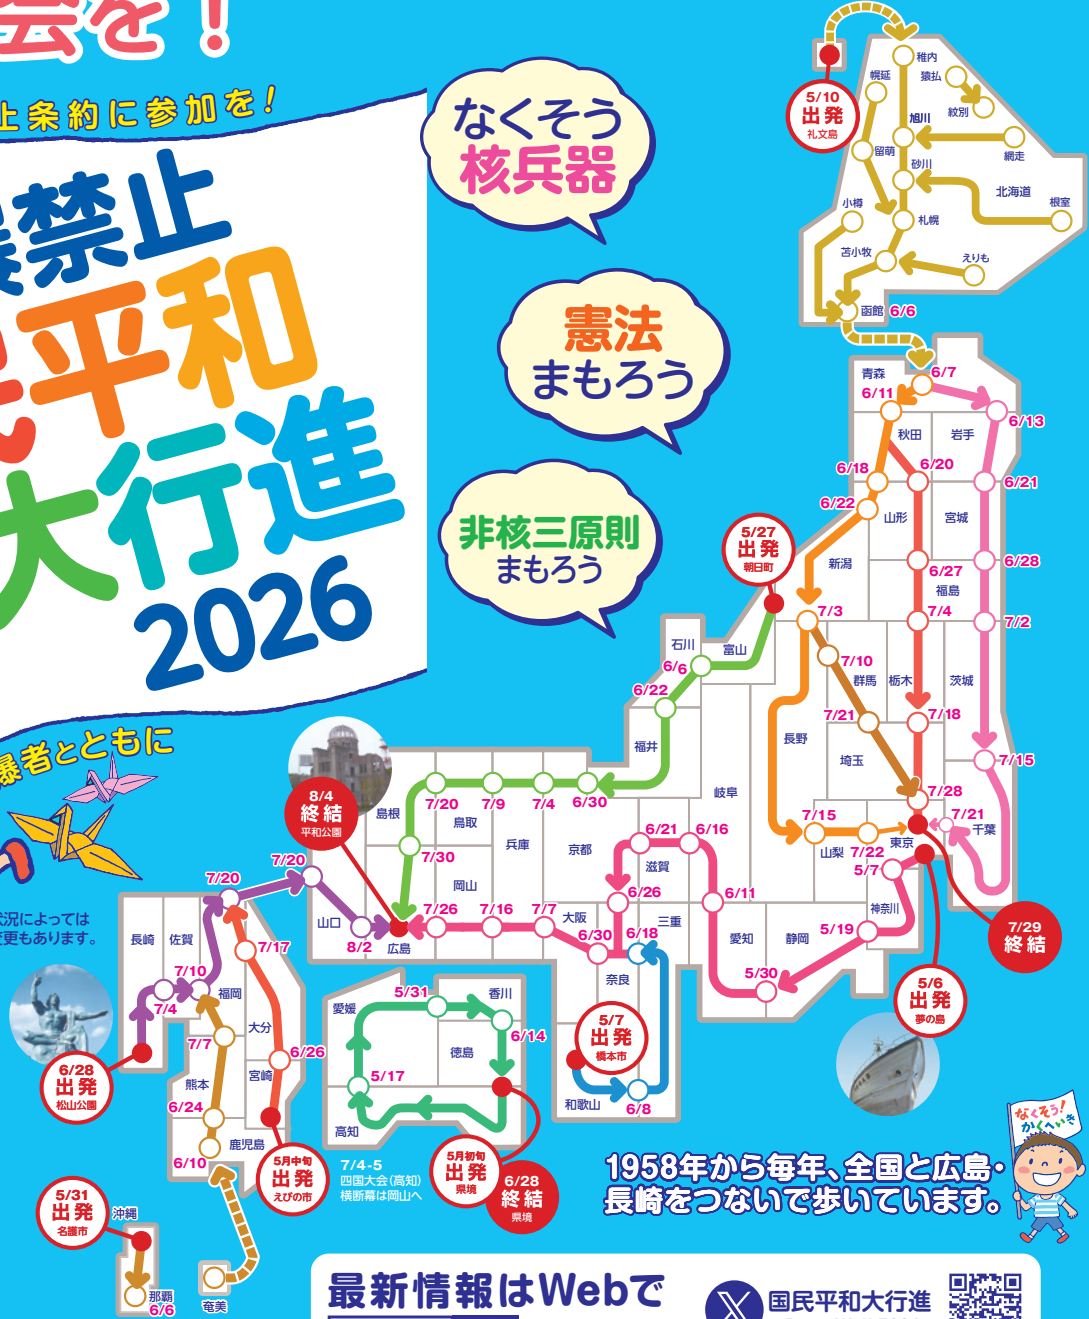 会を！
止条約に参加を！
禁止
平和
大行進
2026
爆者とともに
なくそう
核兵器
憲法
まもろう
非核三原則
まもろう
5/10
出発
礼文島
稚内
幌延
猿払
紋別
旭川
網走
留萌
砂川
北海道
根室
小樽
札幌
苫小牧
えりも
函館 6/6
青森
6/7
6/11
6/13
秋田
岩手
6/18
6/20
6/21
6/22
山形
宮城
5/27
出発
朝日町
新潟
6/27
6/28
福島
7/3
7/4
7/2
石川
富山
6/6
7/10
群馬
栃木
茨城
6/22
7/21
7/18
福井
長野
埼玉
7/15
岐阜
7/28
8/4
終結
平和公園
島根
7/20
7/9
7/4
6/30
鳥取
兵庫
京都
6/21
6/16
滋賀
7/15
山梨
7/22
東京
7/21
千葉
5/7
7/30
岡山
7/20
7/20
山口
8/2
広島
7/26
7/16
7/7
大阪
6/26
6/30
6/18
三重
6/11
愛知
静岡
神奈川
5/19
5/30
奈良
7/29
終結
5/6
出発
夢の島
状況によっては
変更もあります。
長崎
佐賀
7/10
7/4
福岡
7/17
大分
7/7
6/26
宮崎
熊本
6/24
鹿児島
6/10
6/28
出発
松山公園
5月中旬
出発
えびの市
愛媛
5/31
香川
6/14
徳島
5/17
高知
5/7
出発
橋本市
和歌山
6/8
5月初旬
出発
県境
6/28
終結
県境
7/4-5
四国大会(高知)
横断幕は岡山へ
5/31
出発
名護市
沖縄
那覇
6/6
奄美
なくそう!
かくへいき
1958年から毎年、全国と広島・
長崎をつないで歩いています。
最新情報はWebで
国民平和大行進